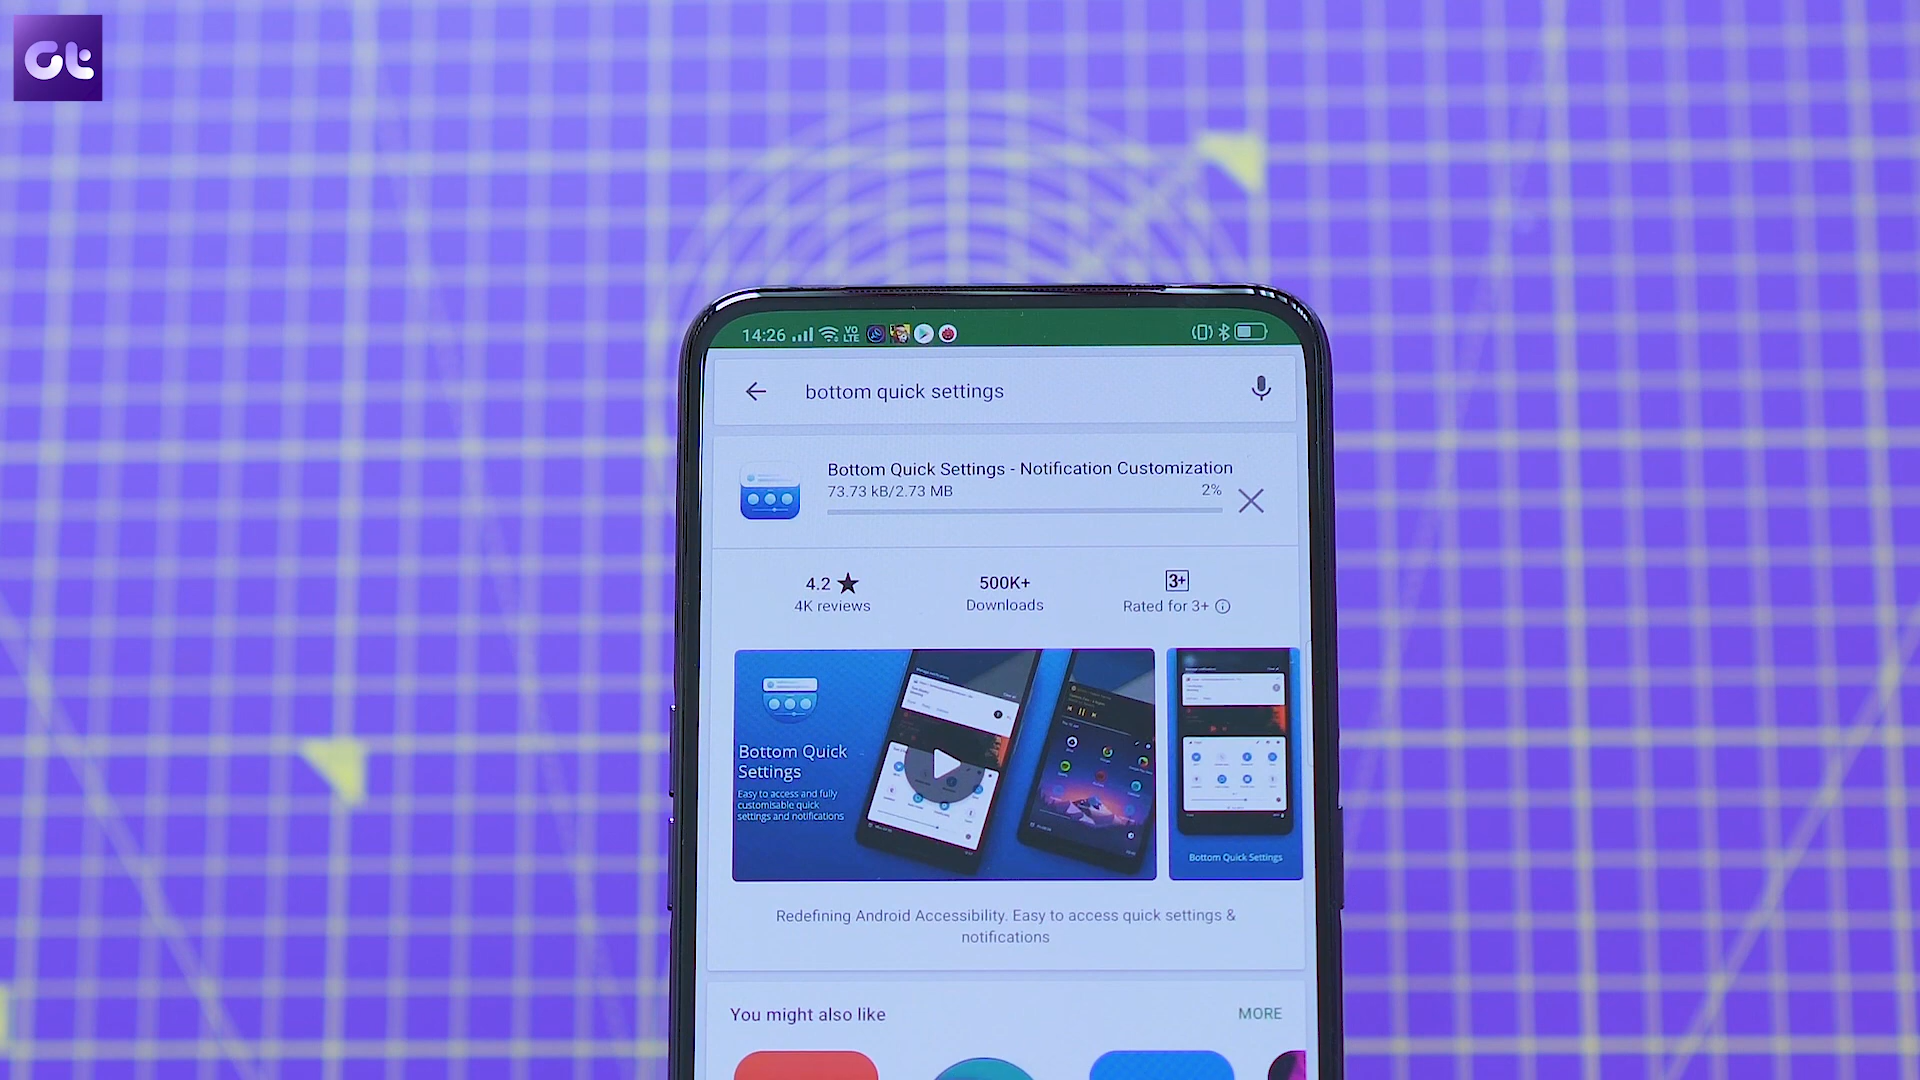 Gt
14:26 VO LTE
bottom quick settings
Bottom Quick Settings - Notification Customization
73.73 kB/2.73 MB 2%
4.2 ★ 500K+ 3+
4K reviews Downloads Rated for 3+
Bottom Quick
Settings
Easy to access and fully
customisable quick
settings and notifications
Bottom Quick Settings
Redefining Android Accessibility. Easy to access quick settings &
notifications
You might also like MORE